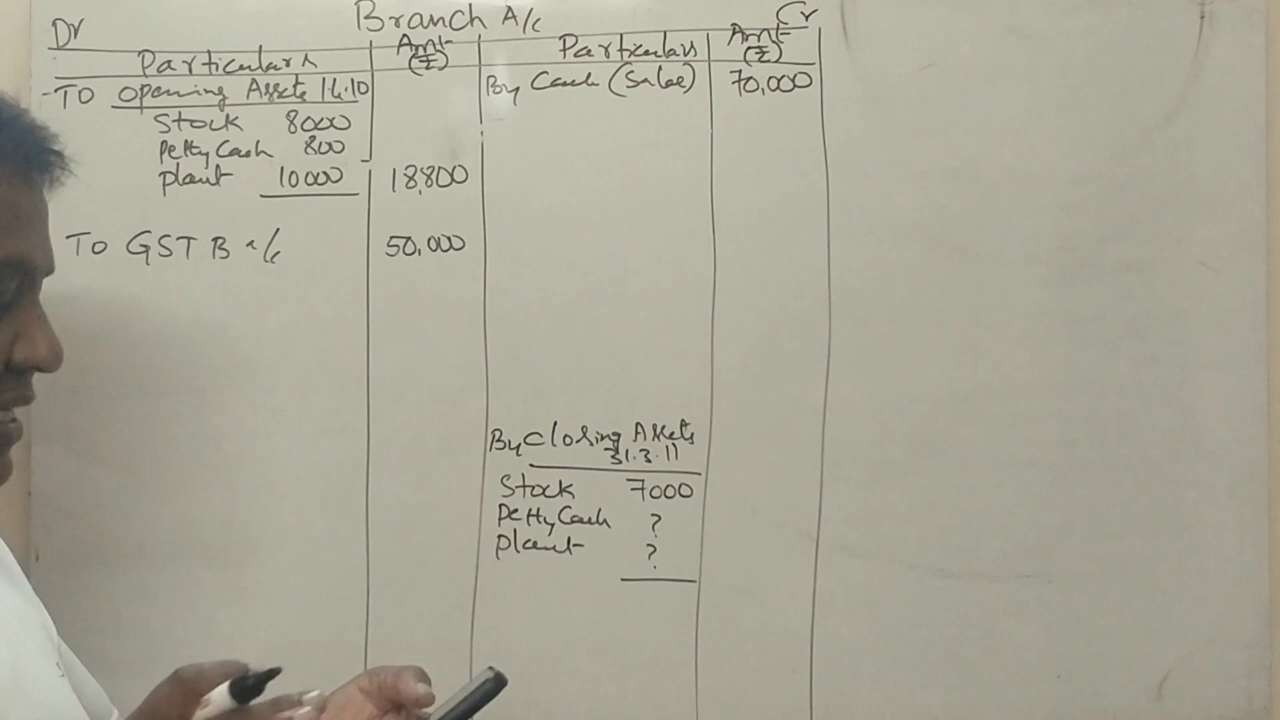 Branch A/c
Dr Cr
Particulars Amt (₹) Particulars Amt (₹)
To Opening Assets 1.4.10
Stock 8000
Petty Cash 800
Plant 10000 18,800
By Cash (Sales) 70,000
To GSTB a/c 50,000
By Closing Assets
31.3.11
Stock 7000
Petty Cash ?
Plant ?